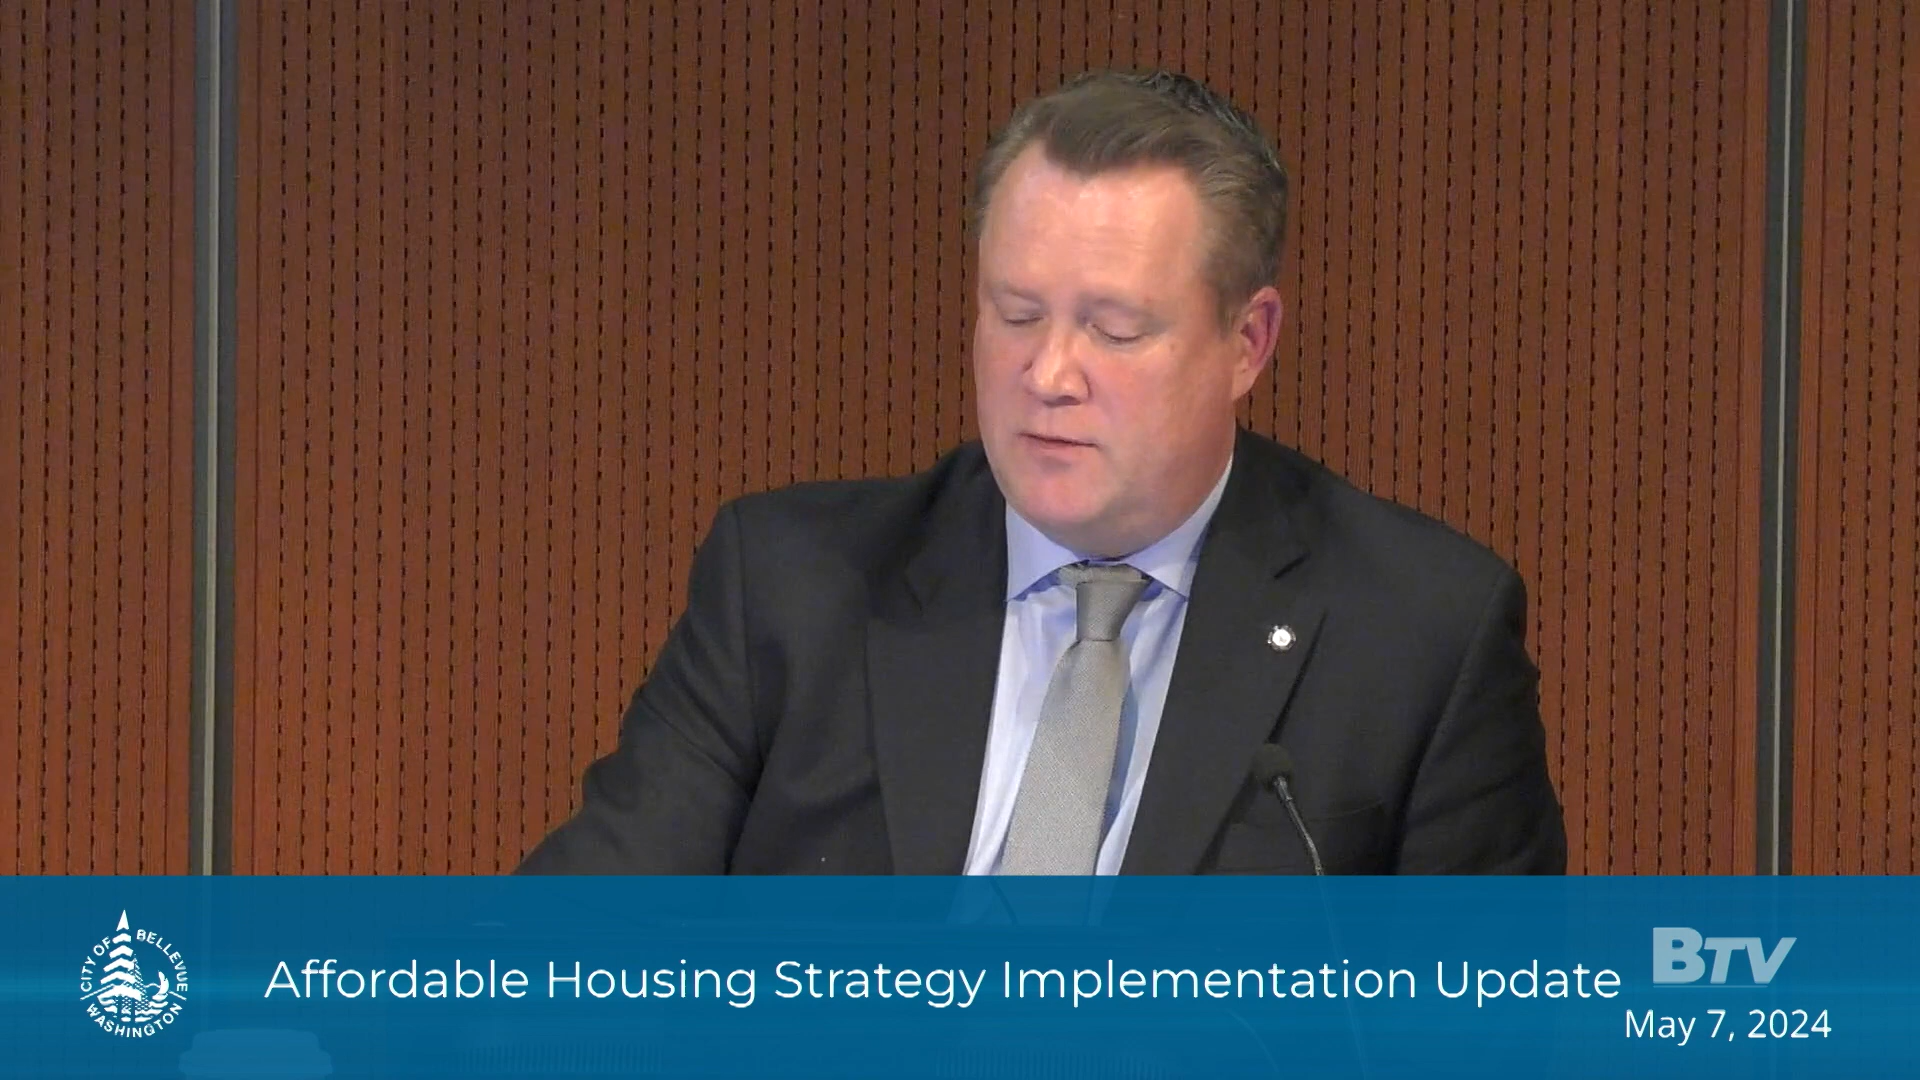 CITY OF BELLEVUE
WASHINGTON
Affordable Housing Strategy Implementation Update
BTV
May 7, 2024